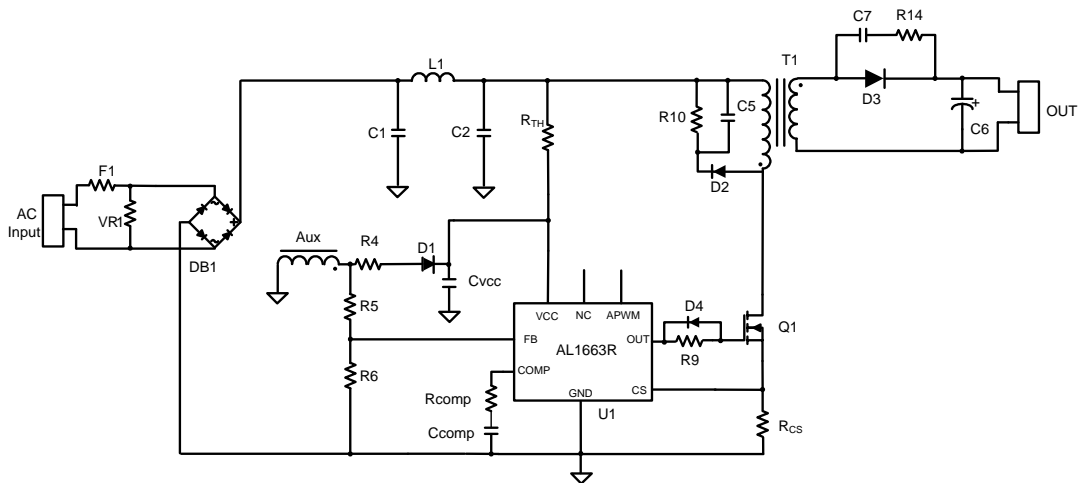 C7
R14
L1
T1
D3
C6
OUT
C1
C2
RTH
R10
C5
D2
F1
AC
Input
VR1
DB1
Aux
R4
D1
Cvcc
R5
R6
VCC
NC
APWM
FB
AL1663R
OUT
COMP
GND
CS
U1
D4
R9
Q1
Rcomp
Ccomp
RCS
+
+